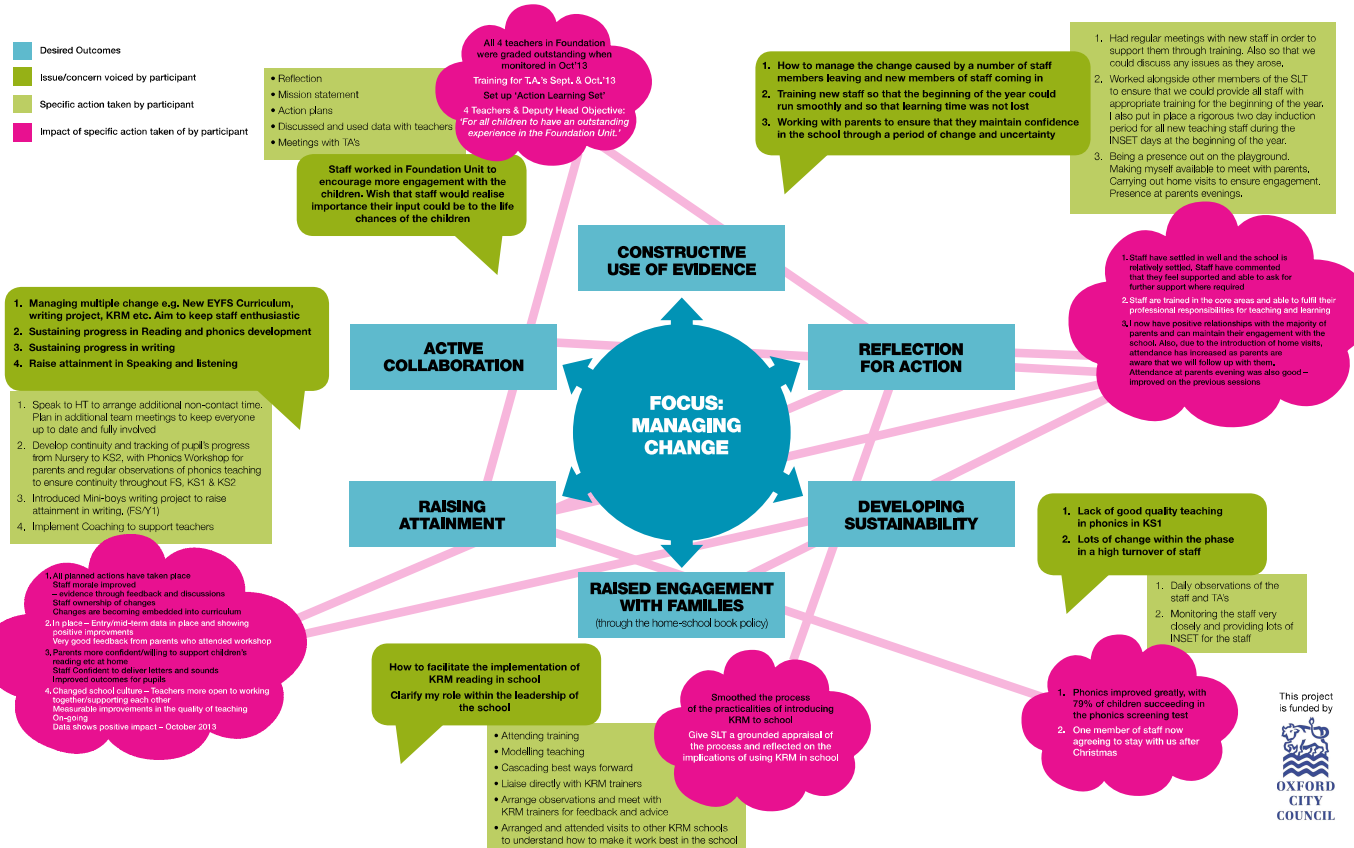 Desired Outcomes
Issue/concern voiced by participant
Specific action taken by participant
Impact of specific action taken of by participant
• Reflection
• Mission statement
• Action plans
• Discussed and used data with teachers
• Meetings with TA's
All 4 teachers in Foundation
were graded outstanding when
monitored in Oct'13
Training for T.A.'s Sept. & Oct.'13
Set up 'Action Learning Set'
4 Teachers & Deputy Head Objective:
'For all children to have an outstanding
experience in the Foundation Unit.'
Staff worked in Foundation Unit to
encourage more engagement with the
children. Wish that staff would realise
importance their input could be to the life
chances of the children
1. How to manage the change caused by a number of staff
members leaving and new members of staff coming in
2. Training new staff so that the beginning of the year could
run smoothly and so that learning time was not lost
3. Working with parents to ensure that they maintain confidence
in the school through a period of change and uncertainty
1. Had regular meetings with new staff in order to
support them through training. Also so that we
could discuss any issues as they arose.
2. Worked alongside other members of the SLT
to ensure that we could provide all staff with
appropriate training for the beginning of the year.
I also put in place a rigorous two day induction
period for all new teaching staff during the
INSET days at the beginning of the year.
3. Being a presence out on the playground.
Making myself available to meet with parents.
Carrying out home visits to ensure engagement.
Presence at parents evenings.
1. Staff have settled in well and the school is
relatively settled. Staff have commented
that they feel supported and able to ask for
further support where required
2. Staff are trained in the core areas and able to fulfil their
professional responsibilities for teaching and learning
3. I now have positive relationships with the majority of
parents and can maintain their engagement with the
school. Also, due to the introduction of home visits,
attendance has increased as parents are
aware that we will follow up with them.
Attendance at parents evening was also good –
improved on the previous sessions
CONSTRUCTIVE
USE OF EVIDENCE
ACTIVE
COLLABORATION
REFLECTION
FOR ACTION
FOCUS:
MANAGING
CHANGE
RAISING
ATTAINMENT
DEVELOPING
SUSTAINABILITY
RAISED ENGAGEMENT
WITH FAMILIES
(through the home-school book policy)
1. Managing multiple change e.g. New EYFS Curriculum,
writing project, KRM etc. Aim to keep staff enthusiastic
2. Sustaining progress in Reading and phonics development
3. Sustaining progress in writing
4. Raise attainment in Speaking and listening
1. Speak to HT to arrange additional non-contact time.
Plan in additional team meetings to keep everyone
up to date and fully involved
2. Develop continuity and tracking of pupil's progress
from Nursery to KS2, with Phonics Workshop for
parents and regular observations of phonics teaching
to ensure continuity throughout FS, KS1 & KS2
3. Introduced Mini-boys writing project to raise
attainment in writing. (FS/Y1)
4. Implement Coaching to support teachers
1. All planned actions have taken place
Staff morale improved
– evidence through feedback and discussions
Staff ownership of changes
Changes are becoming embedded into curriculum
2. In place – Entry/mid-term data in place and showing
positive improvments
Very good feedback from parents who attended workshop
3. Parents more confident/willing to support children's
reading etc at home
Staff Confident to deliver letters and sounds
Improved outcomes for pupils
4. Changed school culture – Teachers more open to working
together/supporting each other
Measurable improvements in the quality of teaching
On-going
Data shows positive impact – October 2013
How to facilitate the implementation of
KRM reading in school
Clarify my role within the leadership of
the school
• Attending training
• Modelling teaching
• Cascading best ways forward
• Liaise directly with KRM trainers
• Arrange observations and meet with
KRM trainers for feedback and advice
• Arranged and attended visits to other KRM schools
to understand how to make it work best in the school
Smoothed the process
of the practicalities of introducing
KRM to school
Give SLT a grounded appraisal of
the process and reflected on the
implications of using KRM in school
1. Lack of good quality teaching
in phonics in KS1
2. Lots of change within the phase
in a high turnover of staff
1. Daily observations of the
staff and TA's
2. Monitoring the staff very
closely and providing lots of
INSET for the staff
1. Phonics improved greatly, with
79% of children succeeding in
the phonics screening test
2. One member of staff now
agreeing to stay with us after
Christmas
This project
is funded by
OXFORD
CITY
COUNCIL